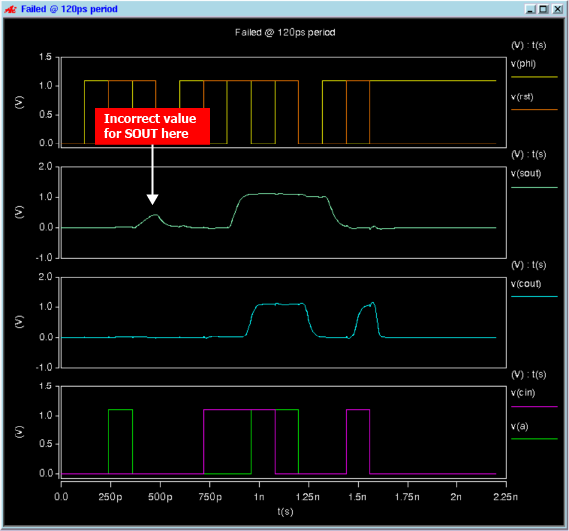 Failed @ 120ps period
Failed @ 120ps period
(V) : t(s)
v(phi)
v(rst)
1.5
1.0
0.5
0.0
(V)
Incorrect value
for SOUT here
(V) : t(s)
v(sout)
2.0
1.0
0.0
-1.0
(V)
(V) : t(s)
v(cout)
2.0
1.0
0.0
-1.0
(V)
(V) : t(s)
v(cin)
v(a)
1.5
1.0
0.5
0.0
(V)
0.0 250p 500p 750p 1n 1.25n 1.5n 1.75n 2n 2.25n
t(s)